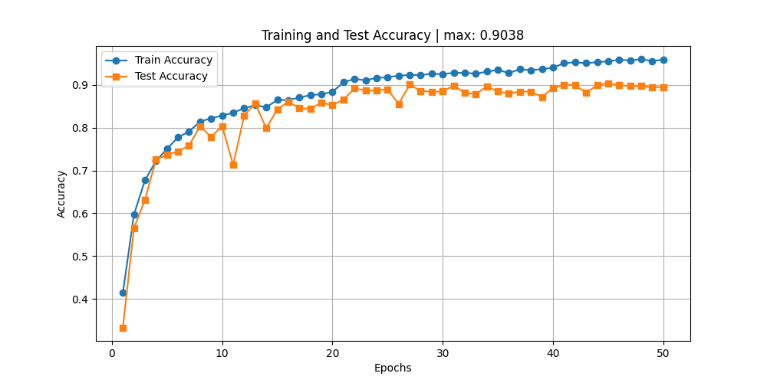 Training and Test Accuracy | max: 0.9038
Train Accuracy
Test Accuracy
0.9
0.8
0.7
0.6
0.5
0.4
Accuracy
0 10 20 30 40 50
Epochs